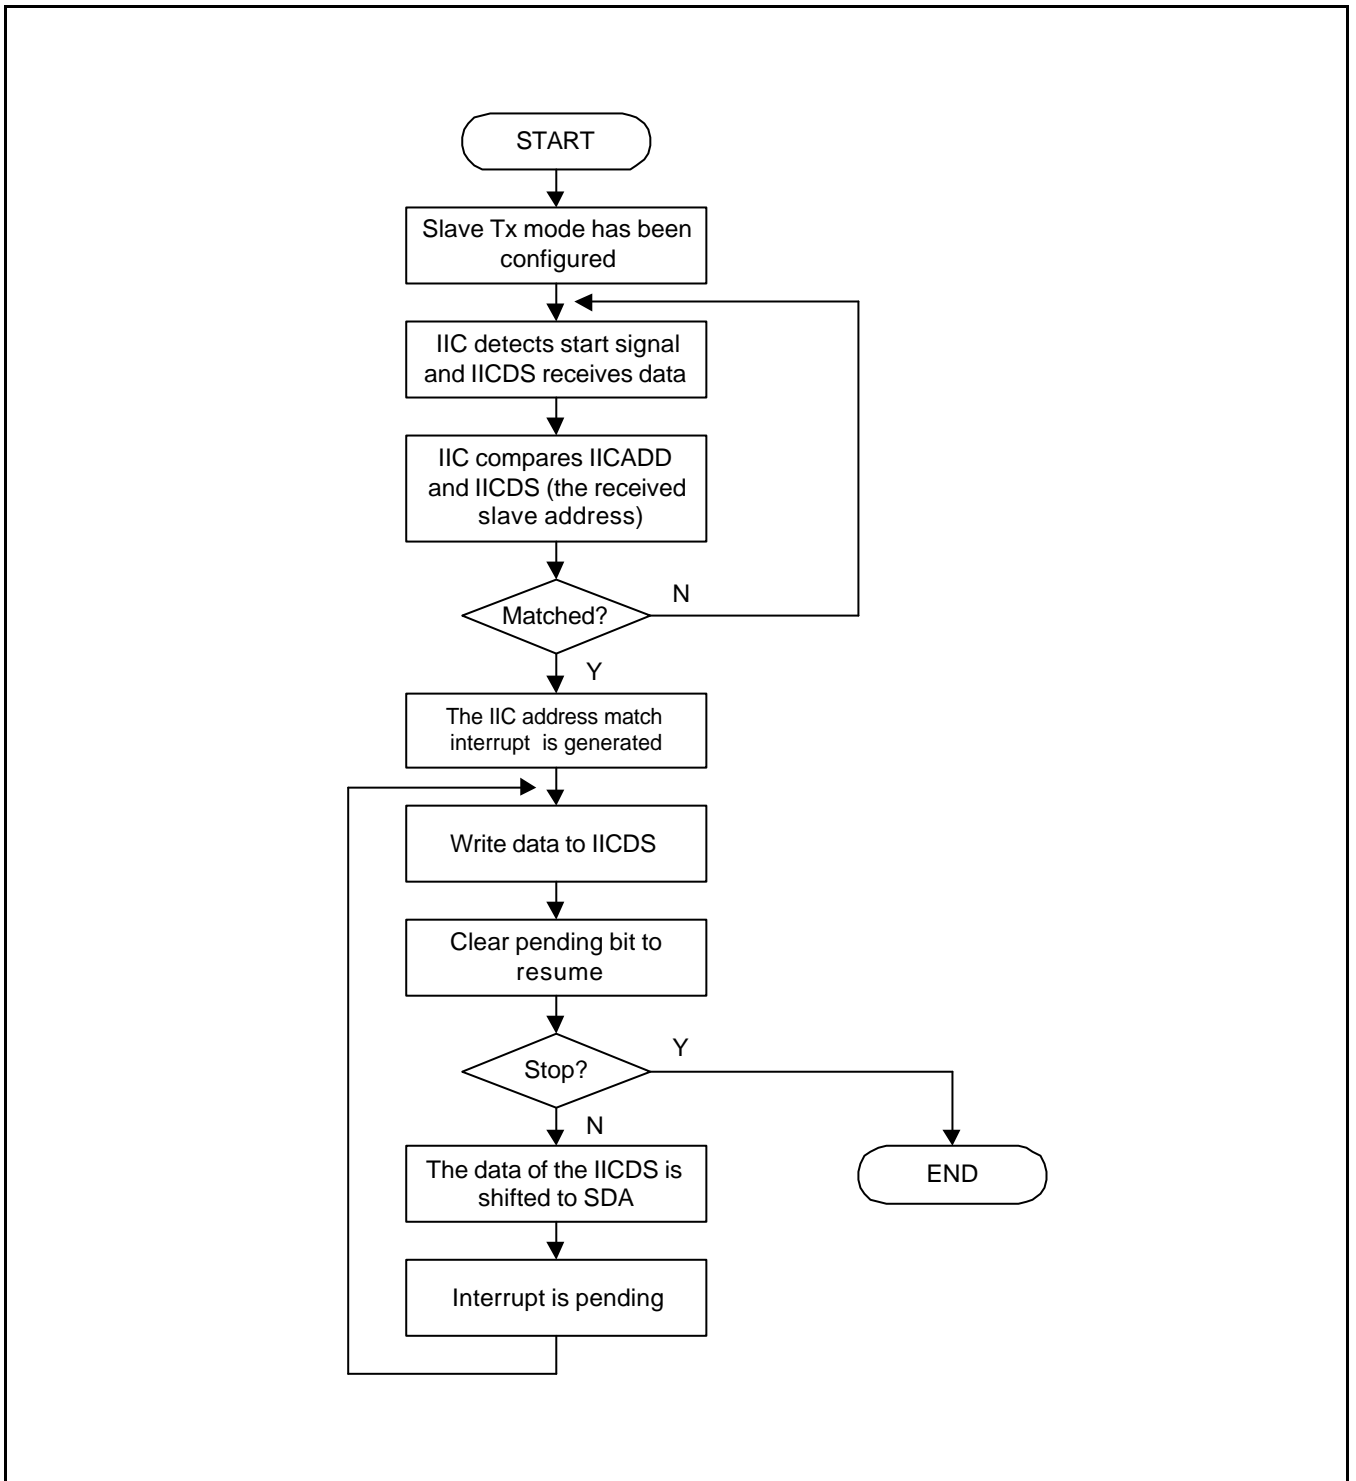 START
Slave Tx mode has been
configured
IIC detects start signal
and IICDS receives data
IIC compares IICADD
and IICDS (the received
slave address)
Matched?
N
Y
The IIC address match
interrupt is generated
Write data to IICDS
Clear pending bit to
resume
Stop?
Y
N
The data of the IICDS is
shifted to SDA
END
Interrupt is pending